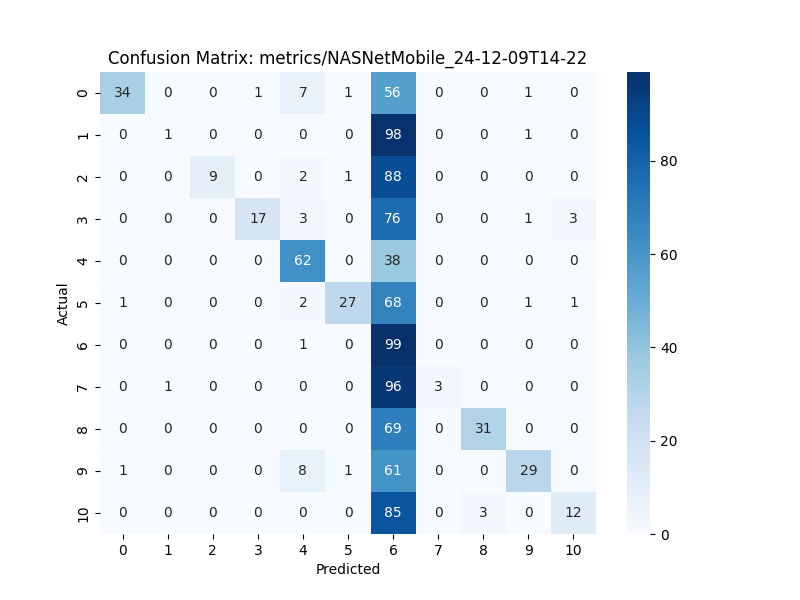 Confusion Matrix: metrics/NASNetMobile_24-12-09T14-22
0 34 0 0 1 7 1 56 0 0 1 0
1 0 1 0 0 0 0 98 0 0 1 0
2 0 0 9 0 2 1 88 0 0 0 0
3 0 0 0 17 3 0 76 0 0 1 3
4 0 0 0 0 62 0 38 0 0 0 0
5 1 0 0 0 2 27 68 0 0 1 1
6 0 0 0 0 1 0 99 0 0 0 0
7 0 1 0 0 0 0 96 3 0 0 0
8 0 0 0 0 0 0 69 0 31 0 0
9 1 0 0 0 8 1 61 0 0 29 0
10 0 0 0 0 0 0 85 0 3 0 12
0 1 2 3 4 5 6 7 8 9 10
Predicted
Actual
80
60
40
20
0